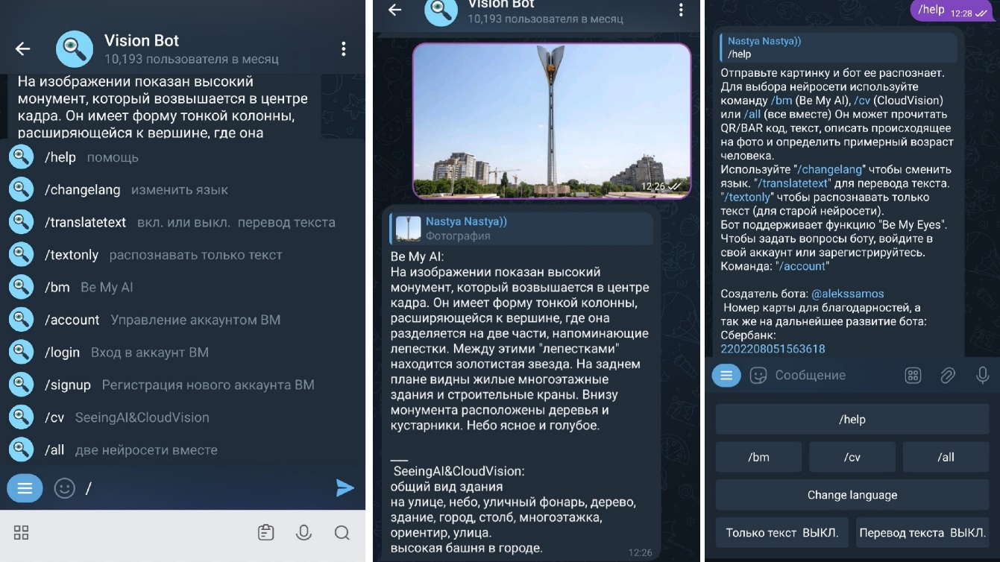 Vision Bot
10,193 пользователя в месяц
На изображении показан высокий
монумент, который возвышается в центре
кадра. Он имеет форму тонкой колонны,
расширяющейся к вершине, где она
/help помощь
/changelang изменить язык
/translatetext вкл. или выкл. перевод текста
/textonly распознавать только текст
/bm Be My AI
/account Управление аккаунтом BM
/login Вход в аккаунт BM
/signup Регистрация нового аккаунта BM
/cv SeeingAI&CloudVision
/all две нейросети вместе
/
Vision Bot
10,193 пользователя в месяц
12:26
Nastya Nastya))
Фотография
Be My AI:
На изображении показан высокий
монумент, который возвышается в центре
кадра. Он имеет форму тонкой колонны,
расширяющейся к вершине, где она
разделяется на две части, напоминающие
лепестки. Между этими "лепестками"
находится золотистая звезда. На заднем
плане видны жилые многоэтажные
здания и строительные краны. Внизу
монумента расположены деревья и
кустарники. Небо ясное и голубое.
___
SeeingAI&CloudVision:
общий вид здания
на улице, небо, уличный фонарь, дерево,
здание, город, столб, многоэтажка,
ориентир, улица.
высокая башня в городе.
12:26
/help 12:28
Nastya Nastya))
/help
Отправьте картинку и бот ее распознает.
Для выбора нейросети используйте
команду /bm (Be My AI), /cv (CloudVision)
или /all (все вместе) Он может прочитать
QR/BAR код, текст, описать происходящее
на фото и определить примерный возраст
человека.
Используйте "/changelang" чтобы сменить
язык. "/translatetext" для перевода текста.
"/textonly" чтобы распознавать только
текст (для старой нейросети).
Бот поддерживает функцию "Be My Eyes".
Чтобы задать вопросы боту, войдите в
свой аккаунт или зарегистрируйтесь.
Команда: "/account"
Создатель бота: @alekssamos
Номер карты для благодарностей, а
так же на дальнейшее развитие бота:
Сбербанк:
2202208051563618
Сообщение
/help
/bm /cv /all
Change language
Только текст ВЫКЛ. Перевод текста ВЫКЛ.